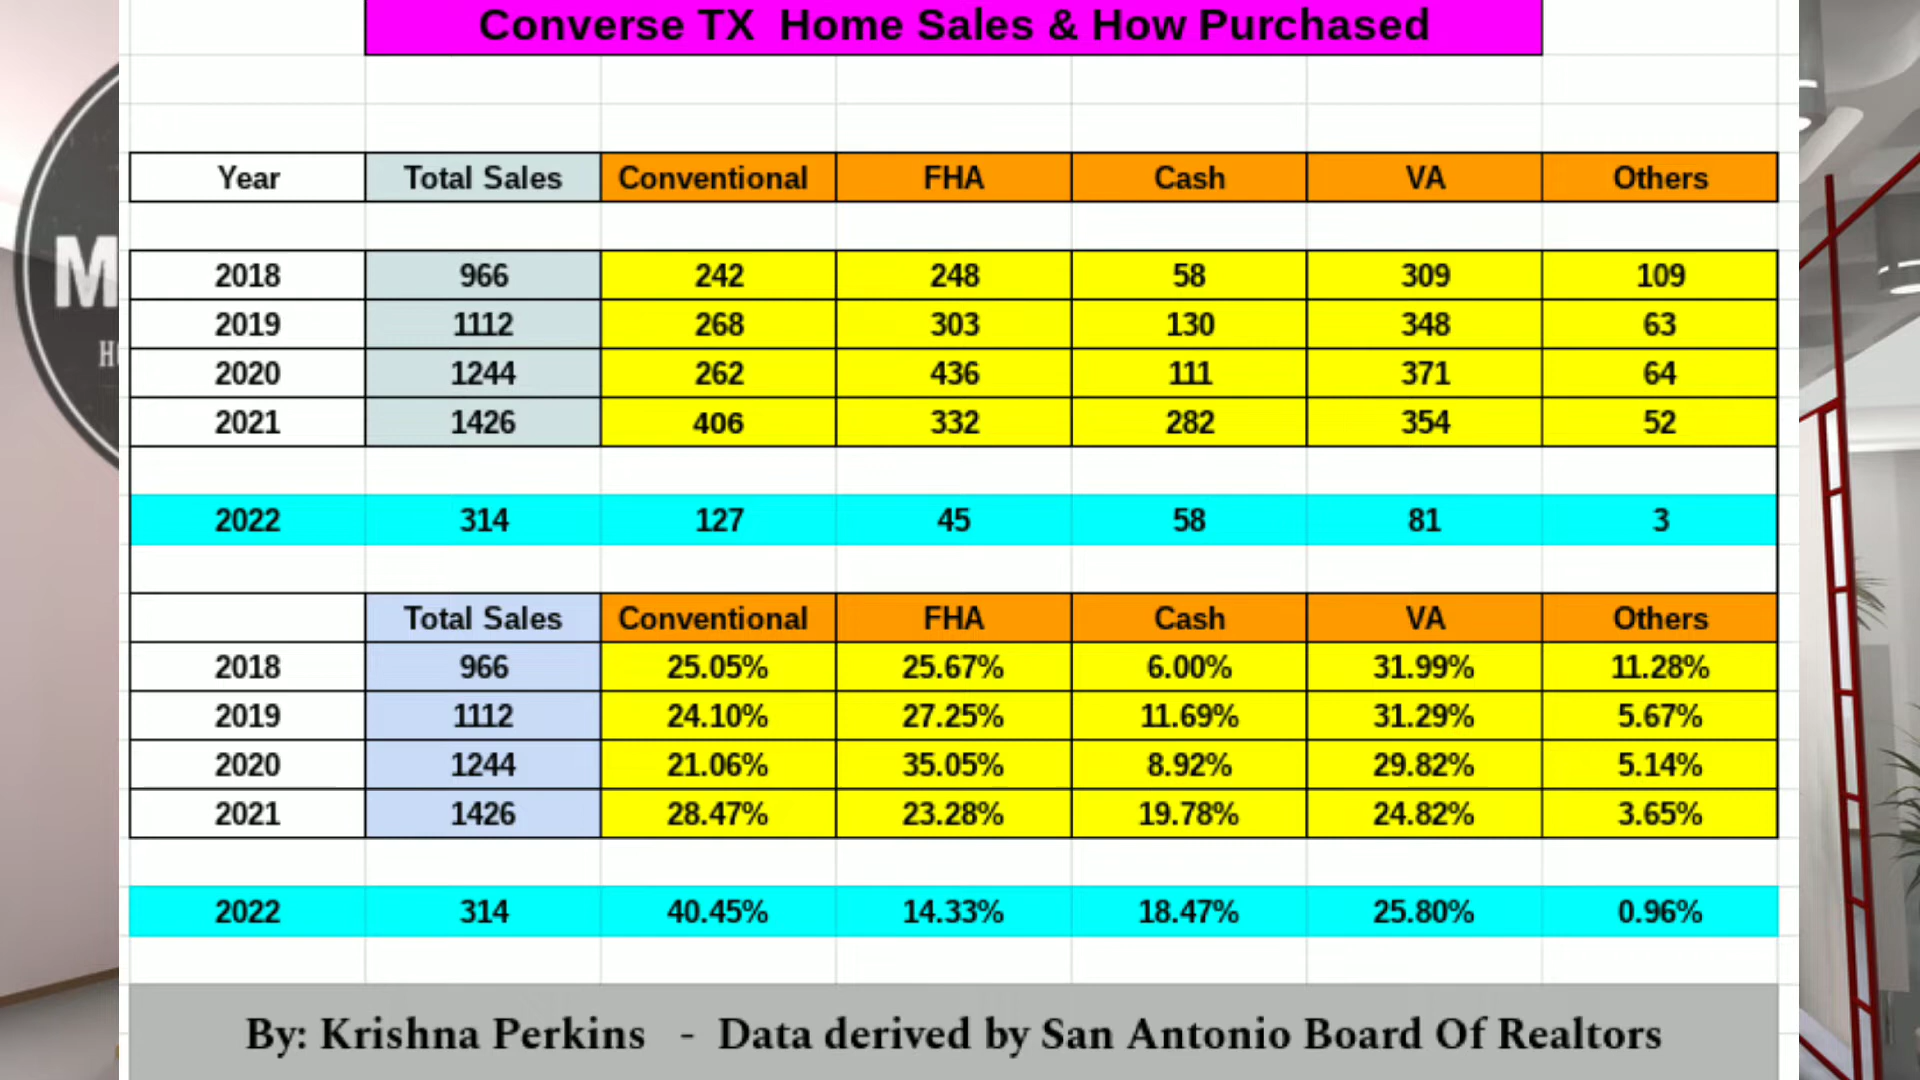 Converse TX Home Sales & How Purchased
Year Total Sales Conventional FHA Cash VA Others
2018 966 242 248 58 309 109
2019 1112 268 303 130 348 63
2020 1244 262 436 111 371 64
2021 1426 406 332 282 354 52
2022 314 127 45 58 81 3
Total Sales Conventional FHA Cash VA Others
2018 966 25.05% 25.67% 6.00% 31.99% 11.28%
2019 1112 24.10% 27.25% 11.69% 31.29% 5.67%
2020 1244 21.06% 35.05% 8.92% 29.82% 5.14%
2021 1426 28.47% 23.28% 19.78% 24.82% 3.65%
2022 314 40.45% 14.33% 18.47% 25.80% 0.96%
By: Krishna Perkins - Data derived by San Antonio Board Of Realtors